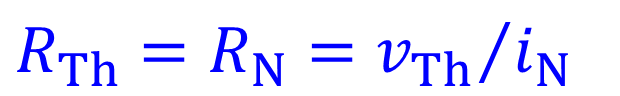 R_Th = R_N = v_Th/i_N